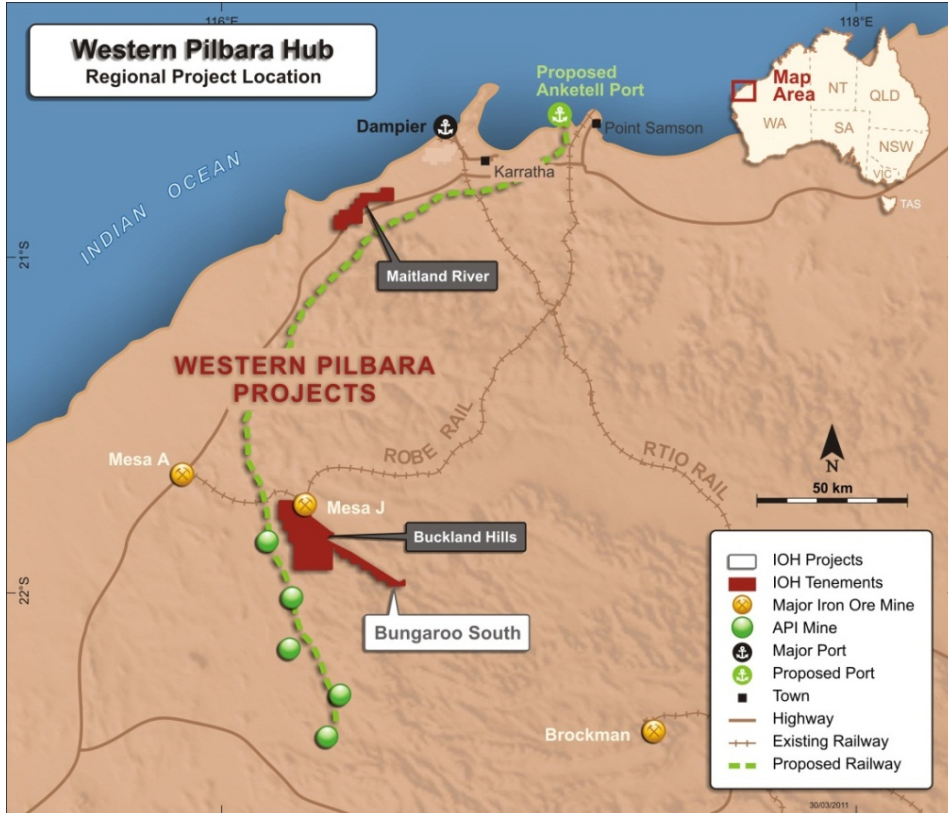 116°E
118°E
Western Pilbara Hub
Regional Project Location
Proposed
Anketell Port
Map
Area
WA
NT
QLD
SA
NSW
VIC
TAS
Dampier
Point Samson
Karratha
INDIAN OCEAN
21°S
Maitland River
WESTERN PILBARA
PROJECTS
ROBE RAIL
RTIO RAIL
N
50 km
Mesa A
Mesa J
Buckland Hills
22°S
Bungaroo South
Brockman
IOH Projects
IOH Tenements
Major Iron Ore Mine
API Mine
Major Port
Proposed Port
Town
Highway
Existing Railway
Proposed Railway
30/03/2011